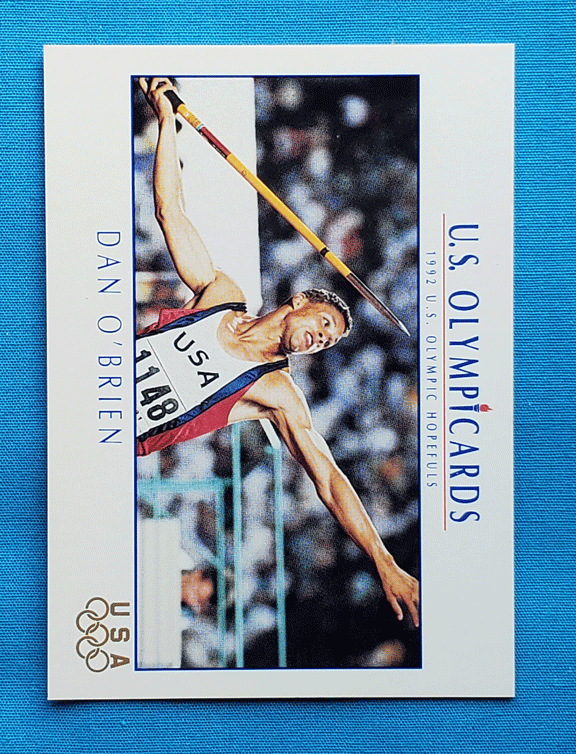 U.S. OLYMPICARDS
1992 U.S. OLYMPIC HOPEFULS
USA
1148
DAN O'BRIEN
USA